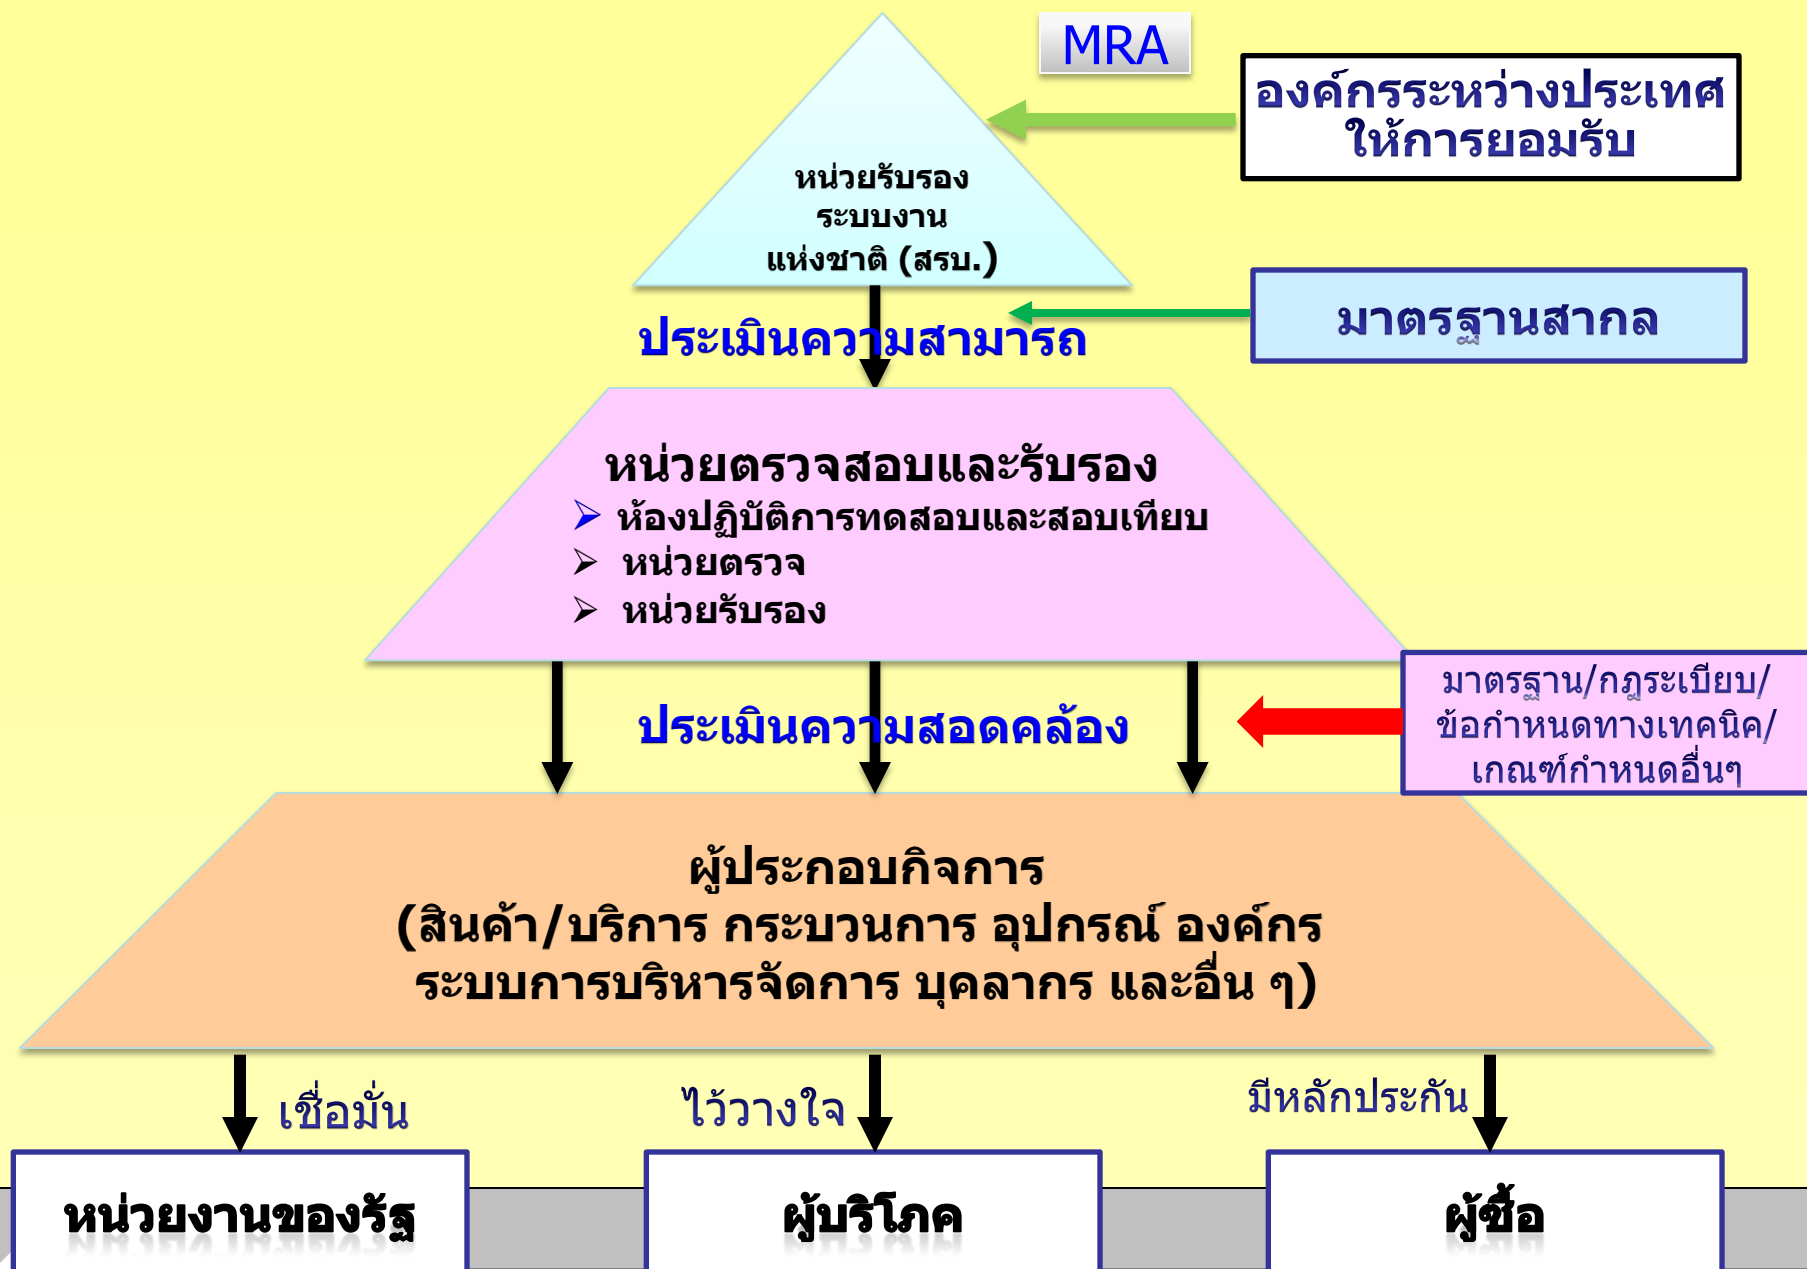 MRA
องค์กรระหว่างประเทศ
ให้การยอมรับ
หน่วยรับรอง
ระบบงาน
แห่งชาติ (สรบ.)
ประเมินความสามารถ
มาตรฐานสากล
หน่วยตรวจสอบและรับรอง
ห้องปฏิบัติการทดสอบและสอบเทียบ
หน่วยตรวจ
หน่วยรับรอง
ประเมินความสอดคล้อง
มาตรฐาน/กฎระเบียบ/
ข้อกำหนดทางเทคนิค/
เกณฑ์กำหนดอื่นๆ
ผู้ประกอบกิจการ
(สินค้า/บริการ กระบวนการ อุปกรณ์ องค์กร
ระบบการบริหารจัดการ บุคลากร และอื่น ๆ)
เชื่อมั่น
ไว้วางใจ
มีหลักประกัน
หน่วยงานของรัฐ
ผู้บริโภค
ผู้ซื้อ